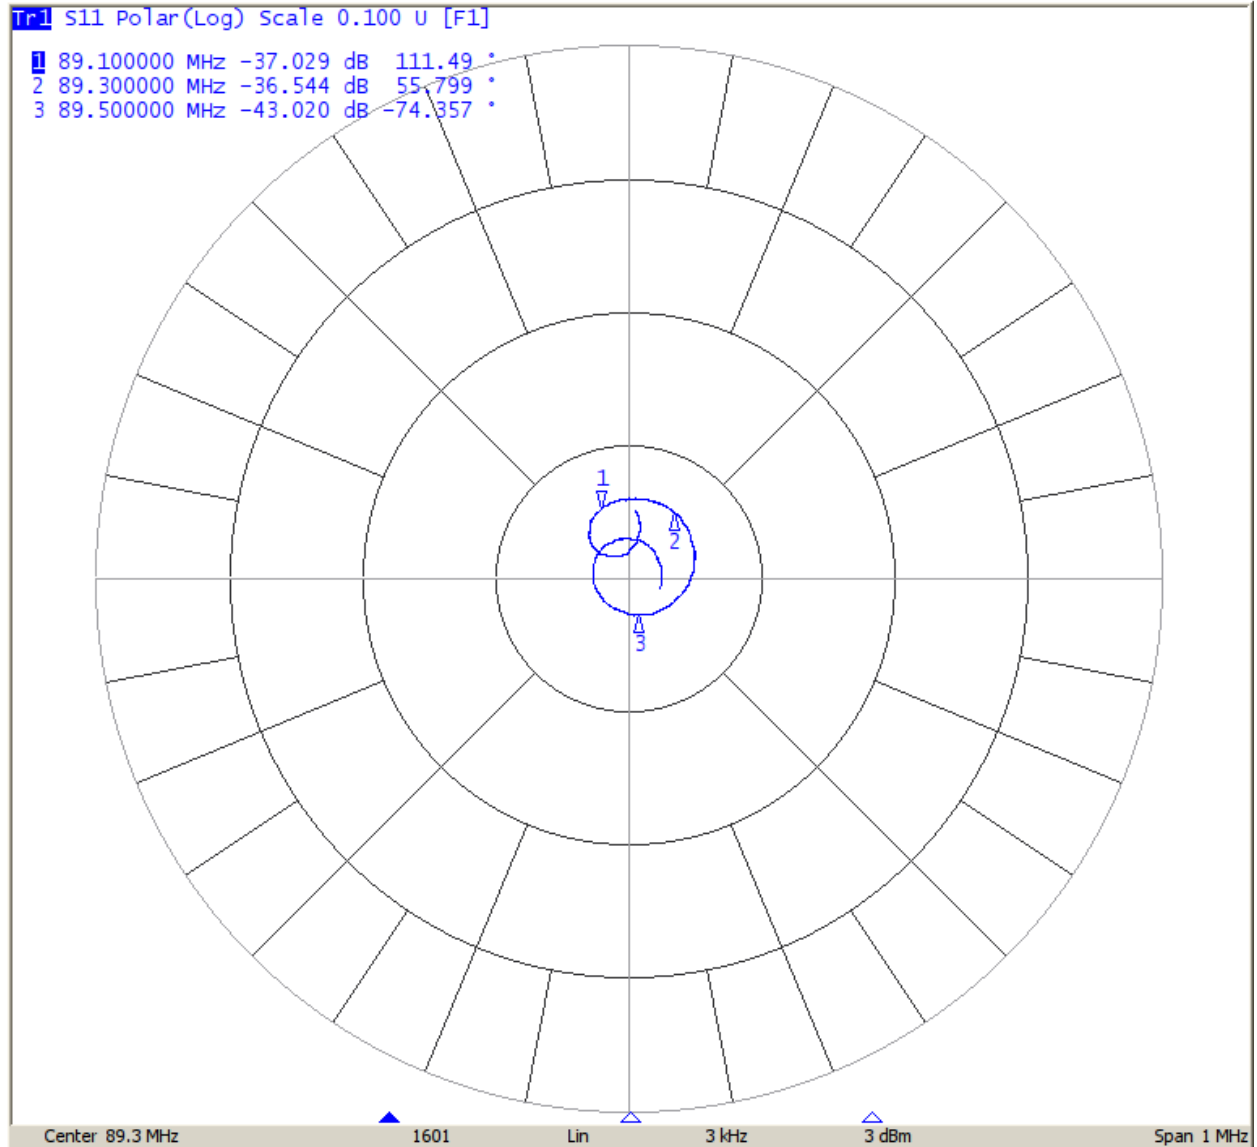 Tr1 S11 Polar(Log) Scale 0.100 U [F1]
1 89.100000 MHz -37.029 dB 111.49 °
2 89.300000 MHz -36.544 dB 55.799 °
3 89.500000 MHz -43.020 dB -74.357 °
1
2
3
Center 89.3 MHz 1601 Lin 3 kHz 3 dBm Span 1 MHz